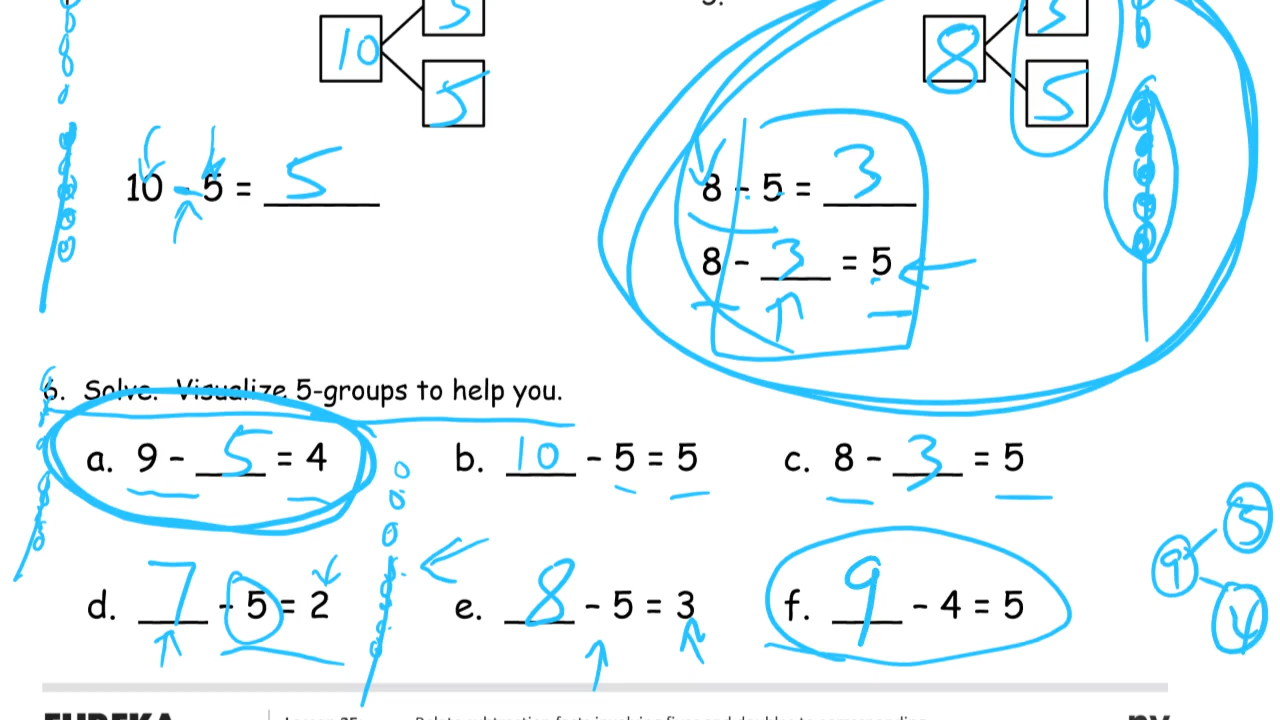 3 3
10 8
5 5
10 - 5 = 5
8 - 5 = 3
8 - 3 = 5
6. Solve. Visualize 5-groups to help you.
a. 9 - 5 = 4 b. 10 - 5 = 5 c. 8 - 3 = 5
5
9
4
d. 7 - 5 = 2 e. 8 - 5 = 3 f. 9 - 4 = 5
EUREKA